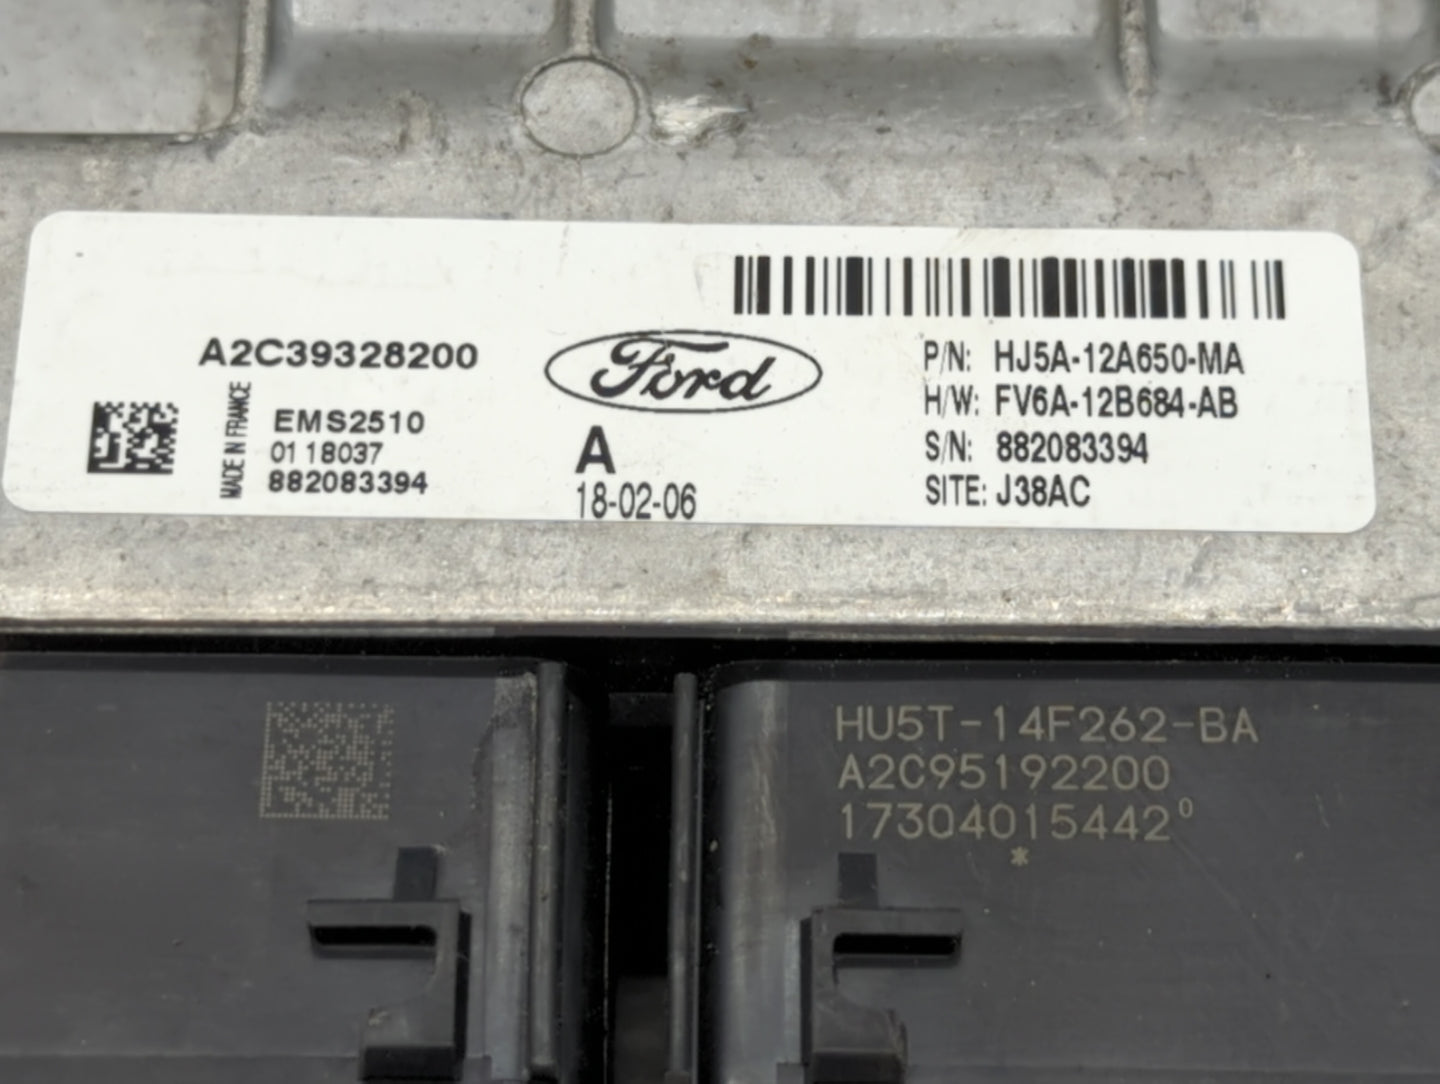 A2C39328200
MADE IN FRANCE
EMS2510
01 18037
882083394
Ford
A
18-02-06
P/N: HJ5A-12A650-MA
H/W: FV6A-12B684-AB
S/N: 882083394
SITE: J38AC
HU5T-14F262-BA
A2C95192200
17304015442⁰
*